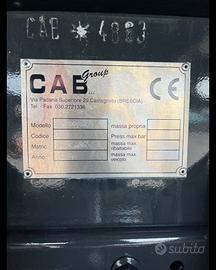 CAB * 4883
CAB Group
CE
Via Padana Superiore 29, Castegnato (BRESCIA)
Tel. - Fax 030.2721336
Modello massa propria
Codice Press.max bar
Matric. massa max ribaltabile
Anno massa max veicolo
subito